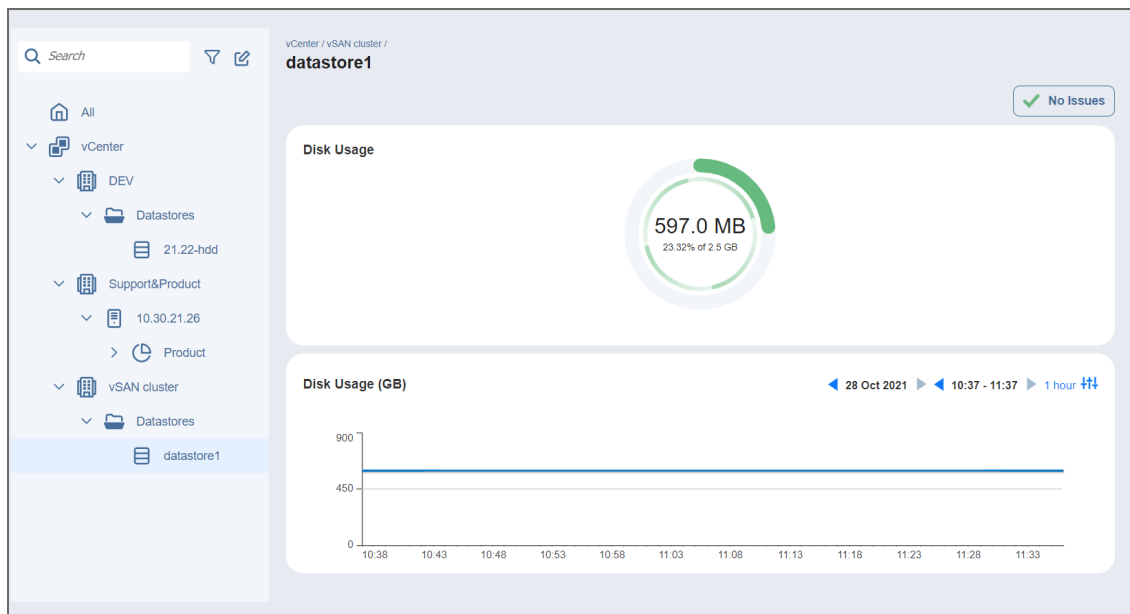 Search
All
vCenter
DEV
Datastores
21.22-hdd
Support&Product
10.30.21.26
Product
vSAN cluster
Datastores
datastore1
vCenter / vSAN cluster /
datastore1
No Issues
Disk Usage
597.0 MB
23.32% of 2.5 GB
Disk Usage (GB)
28 Oct 2021 10:37 - 11:37 1 hour
900
450
0
10:38 10:43 10:48 10:53 10:58 11:03 11:08 11:13 11:18 11:23 11:28 11:33